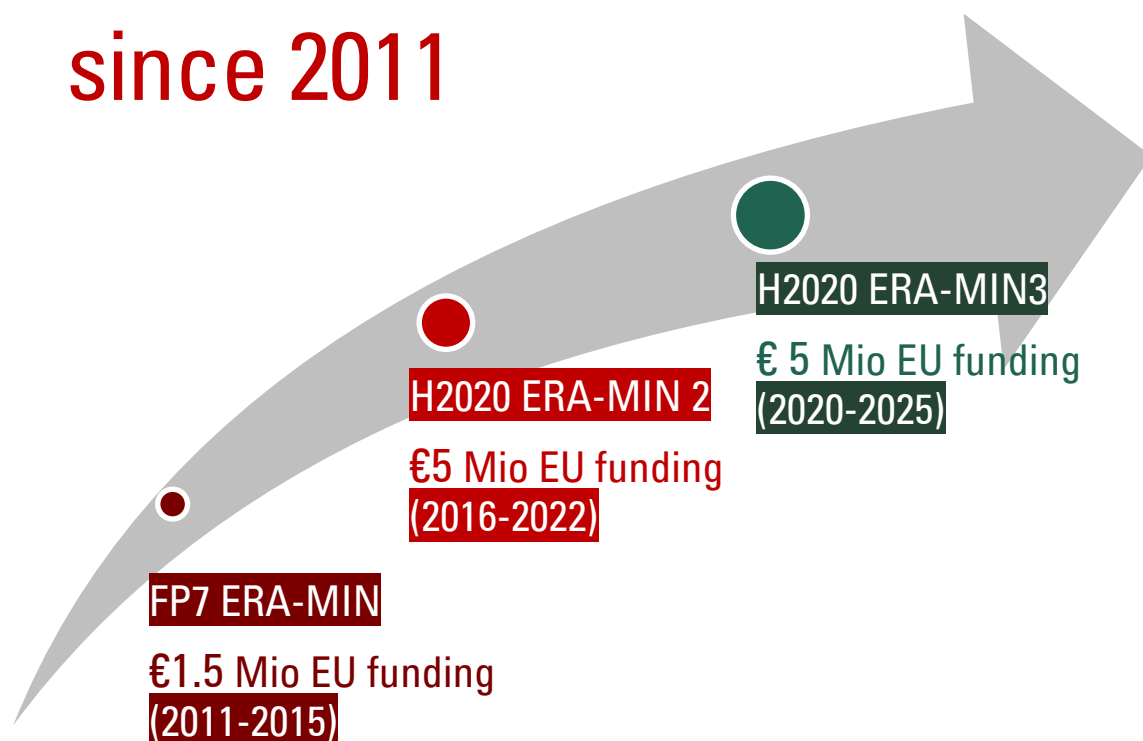 since 2011
H2020 ERA-MIN3
€ 5 Mio EU funding
(2020-2025)
H2020 ERA-MIN 2
€5 Mio EU funding
(2016-2022)
FP7 ERA-MIN
€1.5 Mio EU funding
(2011-2015)